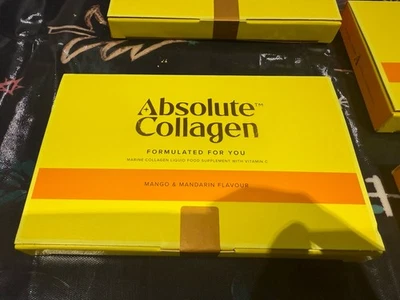 Absolute™
Collagen
FORMULATED FOR YOU
MARINE COLLAGEN LIQUID FOOD SUPPLEMENT WITH VITAMIN C
MANGO & MANDARIN FLAVOUR